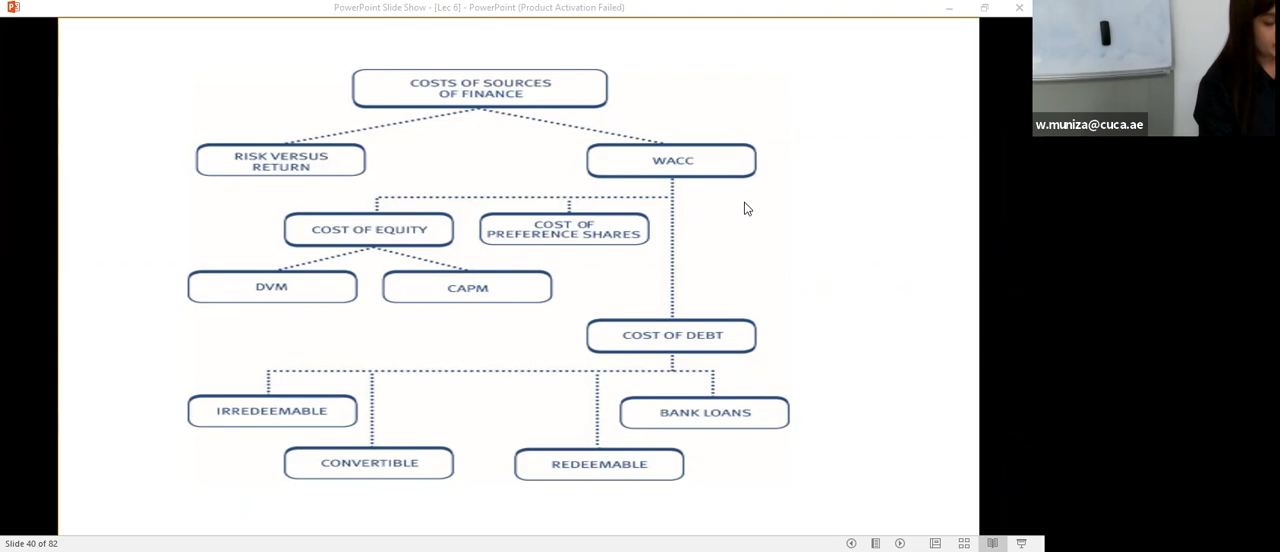 PowerPoint Slide Show - [Lec 6] - PowerPoint (Product Activation Failed)
w.muniza@cuca.ae
COSTS OF SOURCES
OF FINANCE
RISK VERSUS
RETURN
WACC
COST OF EQUITY
COST OF
PREFERENCE SHARES
DVM
CAPM
COST OF DEBT
IRREDEEMABLE
BANK LOANS
CONVERTIBLE
REDEEMABLE
Slide 40 of 82